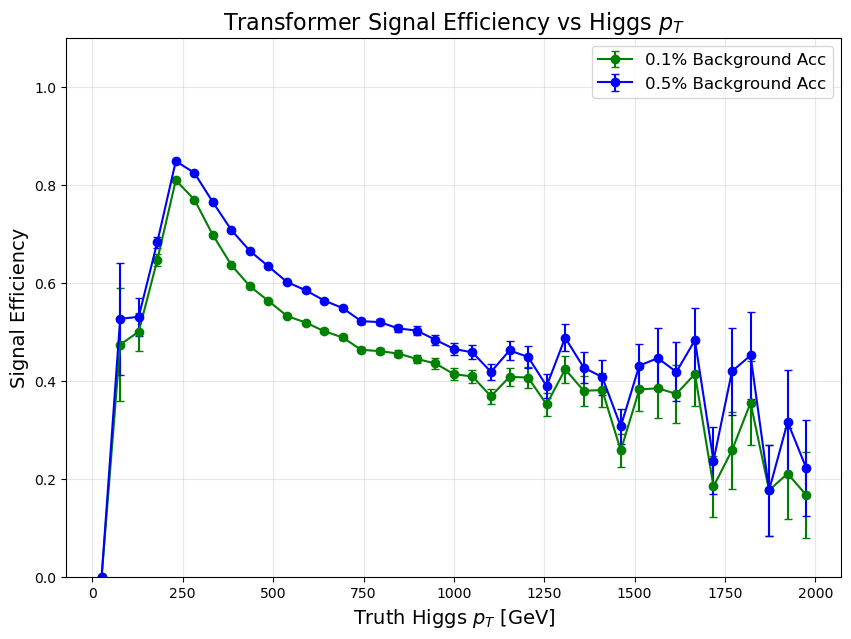 Transformer Signal Efficiency vs Higgs $p_T$
0.1% Background Acc
0.5% Background Acc
Signal Efficiency
1.0
0.8
0.6
0.4
0.2
0.0
0 250 500 750 1000 1250 1500 1750 2000
Truth Higgs $p_T$ [GeV]